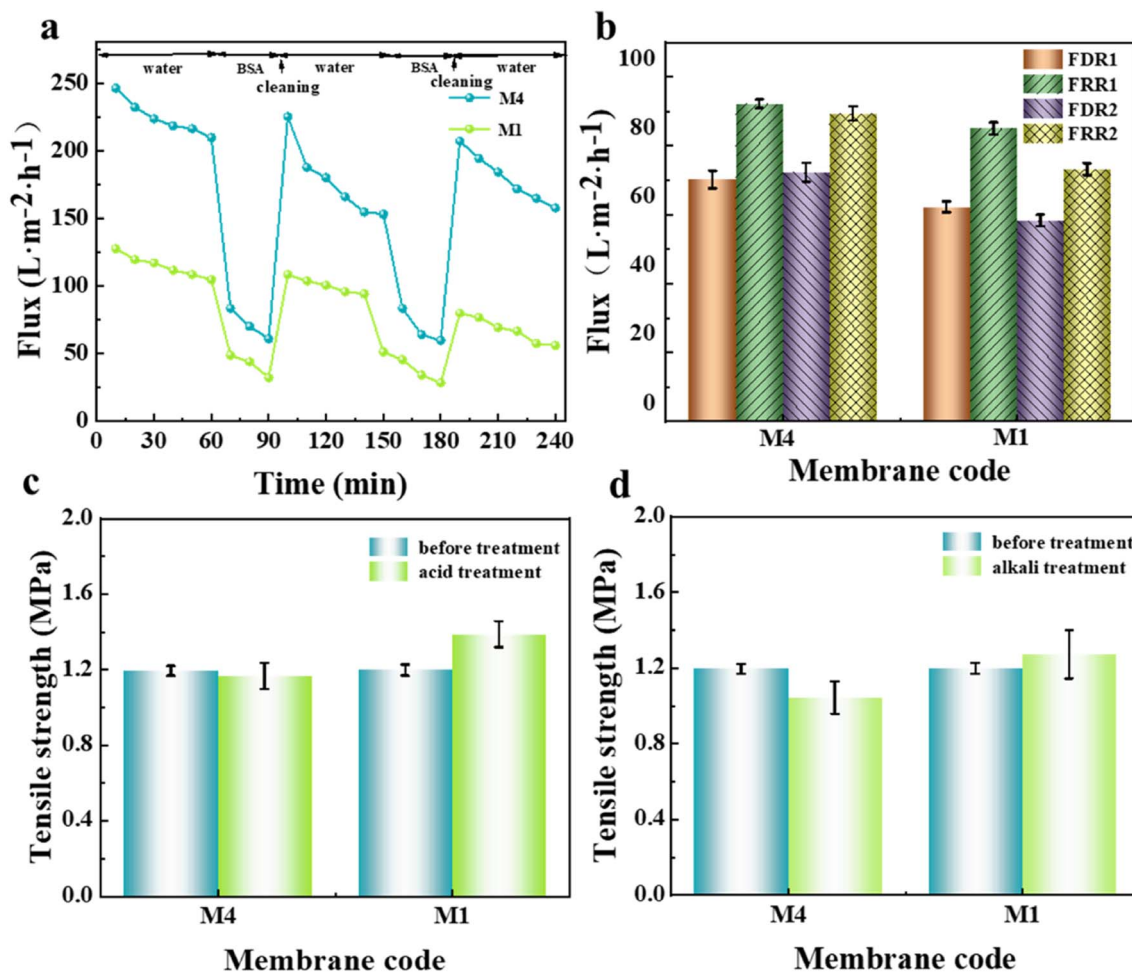 a
water BSA water BSA water
cleaning cleaning
M4
M1
Flux (L·m-2·h-1)
250
200
150
100
50
0
0 30 60 90 120 150 180 210 240
Time (min)
b
FDR1
FRR1
FDR2
FRR2
Flux （L·m-2·h-1)
100
80
60
40
20
0
M4 M1
Membrane code
c
before treatment
acid treatment
Tensile strength (MPa)
2.0
1.6
1.2
0.8
0.4
0.0
M4 M1
Membrane code
d
before treatment
alkali treatment
Tensile strength (MPa)
2.0
1.6
1.2
0.8
0.4
0.0
M4 M1
Membrane code